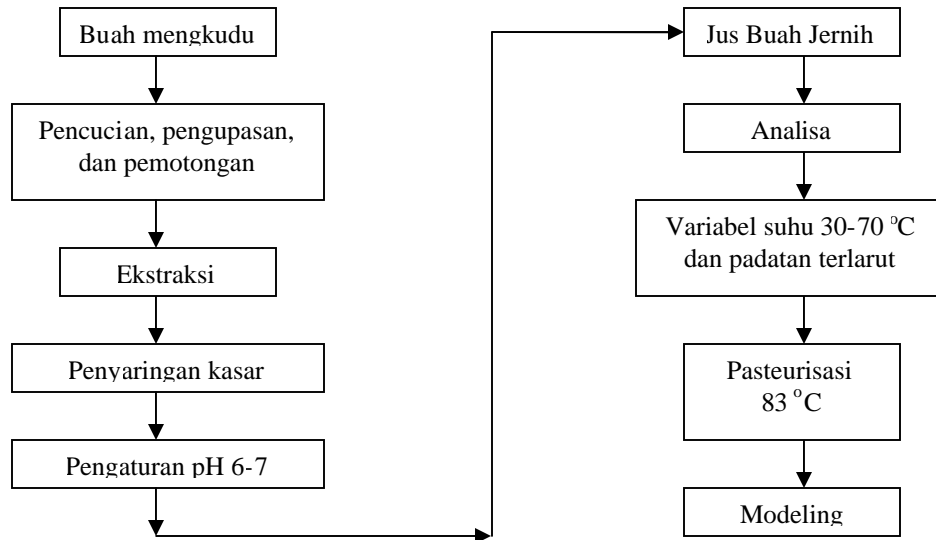 Buah mengkudu
Pencucian, pengupasan,
dan pemotongan
Ekstraksi
Penyaringan kasar
Pengaturan pH 6-7
Jus Buah Jernih
Analisa
Variabel suhu 30-70 °C
dan padatan terlarut
Pasteurisasi
83 °C
Modeling